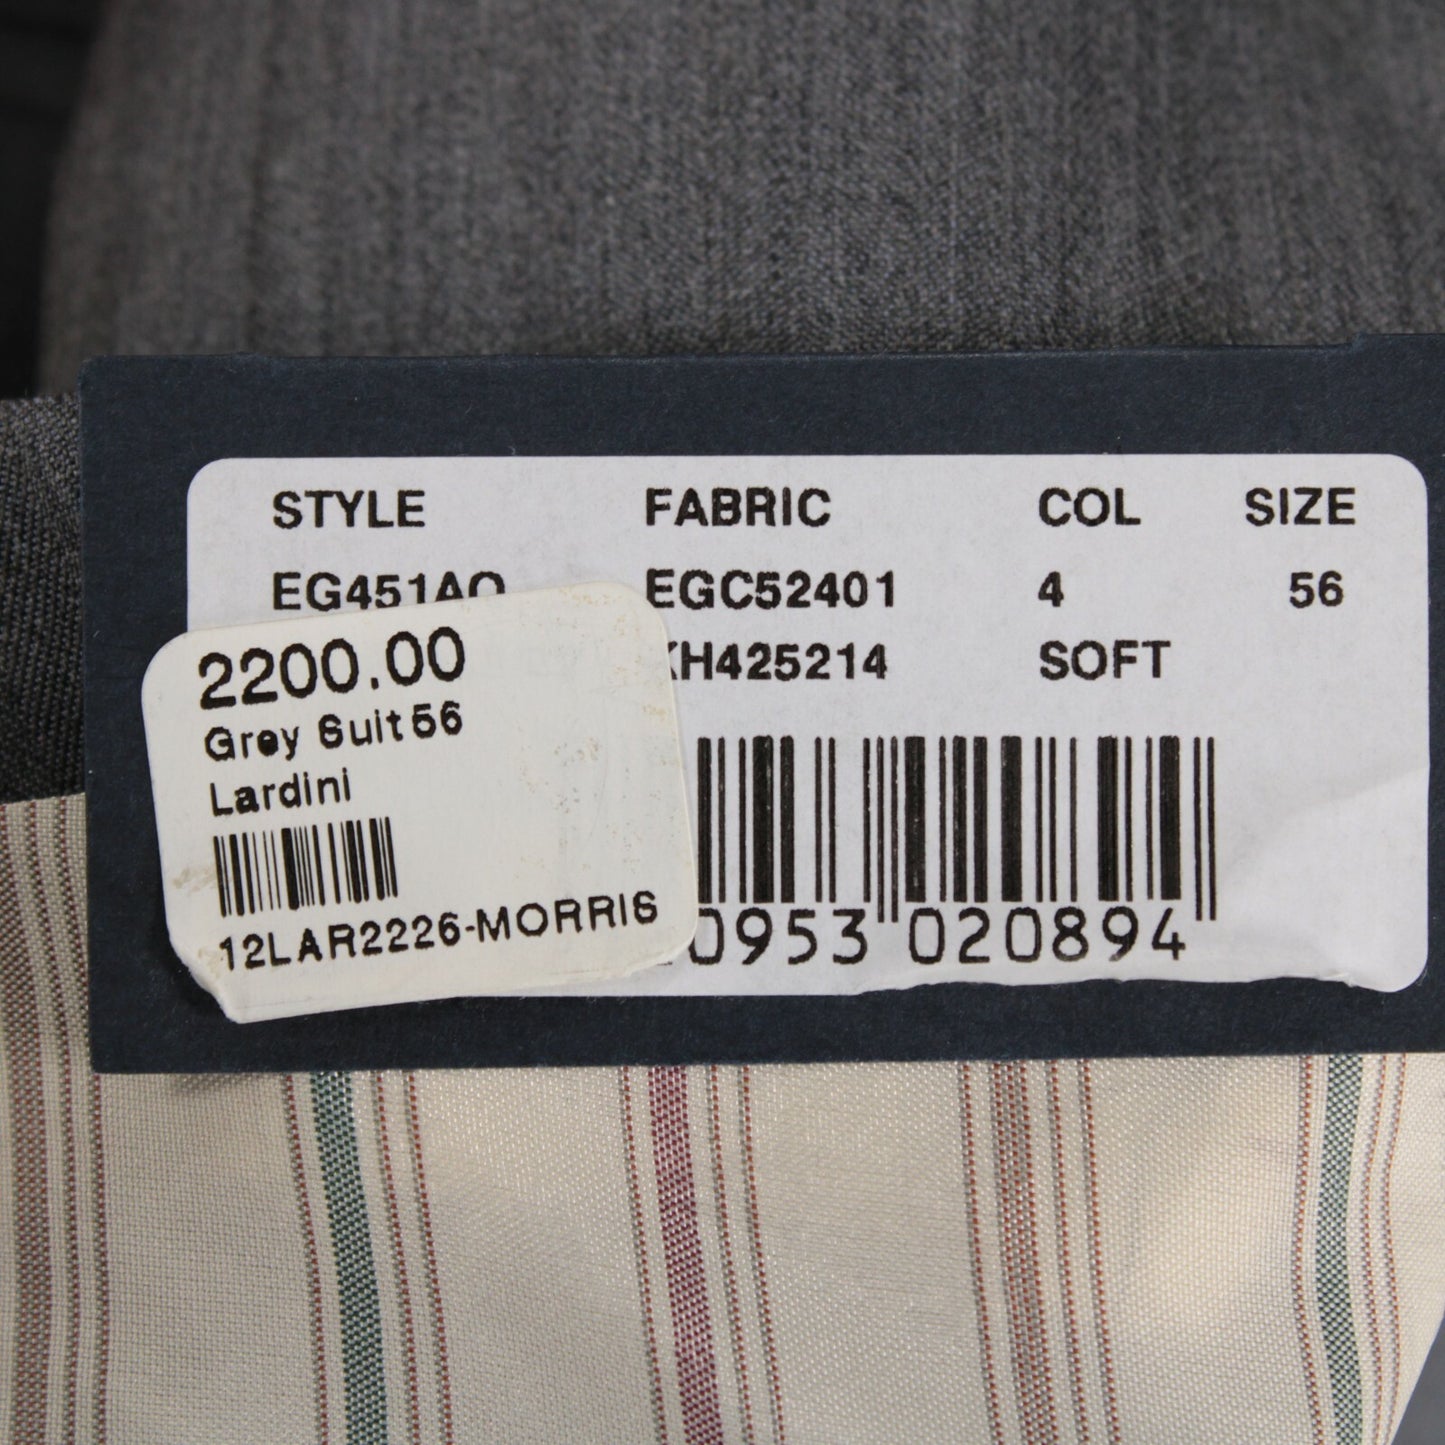 STYLE FABRIC COL SIZE
EG451AQ EGC52401 4 56
KH425214 SOFT
2200.00
Grey Suit 56
Lardini
12LAR2226-MORRIS
0953 020894